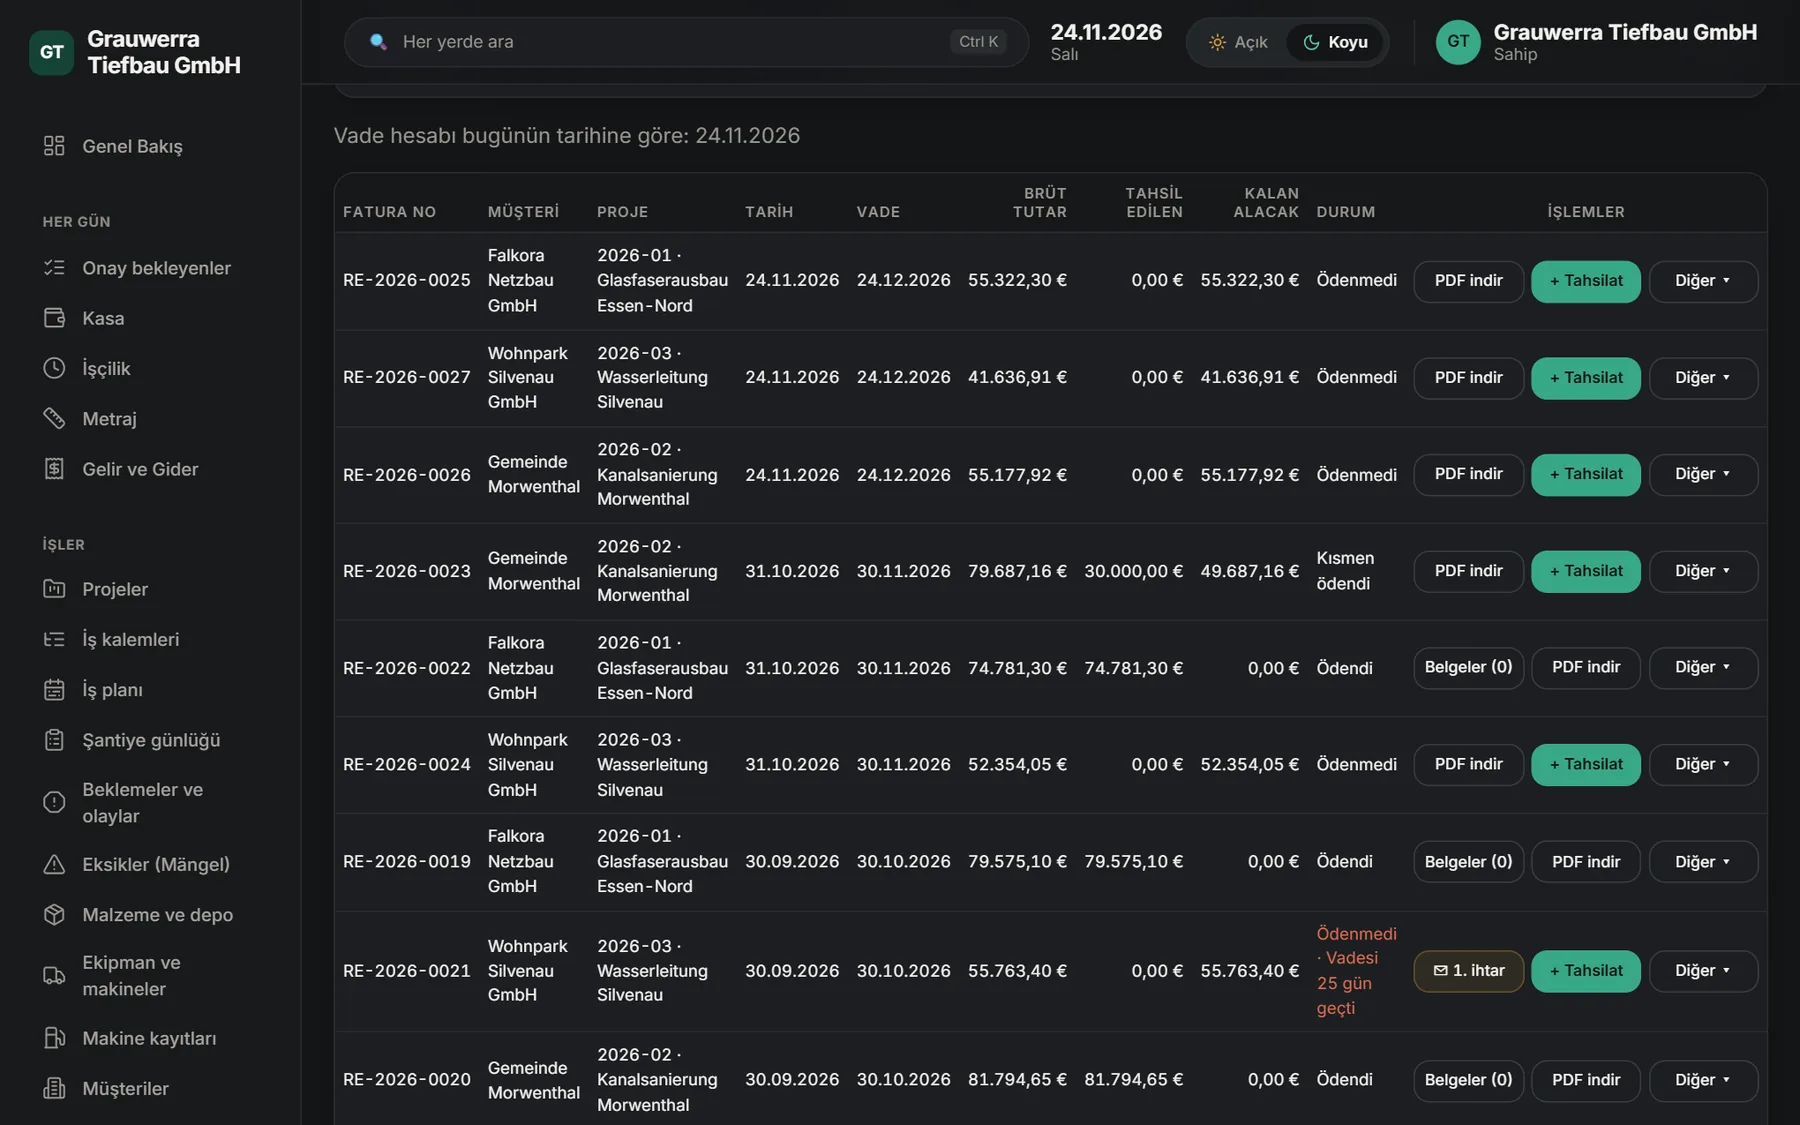 GT
Grauwerra
Tiefbau GmbH
Her yerde ara
Ctrl K
24.11.2026
Salı
Açık
Koyu
GT
Grauwerra Tiefbau GmbH
Sahip
Genel Bakış
HER GÜN
Onay bekleyenler
Kasa
İşçilik
Metraj
Gelir ve Gider
İŞLER
Projeler
İş kalemleri
İş planı
Şantiye günlüğü
Beklemeler ve
olaylar
Eksikler (Mängel)
Malzeme ve depo
Ekipman ve
makineler
Makine kayıtları
Müşteriler
Vade hesabı bugünün tarihine göre: 24.11.2026
FATURA NO MÜŞTERİ PROJE TARİH VADE BRÜT TUTAR TAHSİL EDİLEN KALAN ALACAK DURUM İŞLEMLER
RE-2026-0025 Falkora Netzbau GmbH 2026-01 · Glasfaserausbau Essen-Nord 24.11.2026 24.12.2026 55.322,30 € 0,00 € 55.322,30 € Ödenmedi PDF indir + Tahsilat Diğer ▾
RE-2026-0027 Wohnpark Silvenau GmbH 2026-03 · Wasserleitung Silvenau 24.11.2026 24.12.2026 41.636,91 € 0,00 € 41.636,91 € Ödenmedi PDF indir + Tahsilat Diğer ▾
RE-2026-0026 Gemeinde Morwenthal 2026-02 · Kanalsanierung Morwenthal 24.11.2026 24.12.2026 55.177,92 € 0,00 € 55.177,92 € Ödenmedi PDF indir + Tahsilat Diğer ▾
RE-2026-0023 Gemeinde Morwenthal 2026-02 · Kanalsanierung Morwenthal 31.10.2026 30.11.2026 79.687,16 € 30.000,00 € 49.687,16 € Kısmen ödendi PDF indir + Tahsilat Diğer ▾
RE-2026-0022 Falkora Netzbau GmbH 2026-01 · Glasfaserausbau Essen-Nord 31.10.2026 30.11.2026 74.781,30 € 74.781,30 € 0,00 € Ödendi Belgeler (0) PDF indir Diğer ▾
RE-2026-0024 Wohnpark Silvenau GmbH 2026-03 · Wasserleitung Silvenau 31.10.2026 30.11.2026 52.354,05 € 0,00 € 52.354,05 € Ödenmedi PDF indir + Tahsilat Diğer ▾
RE-2026-0019 Falkora Netzbau GmbH 2026-01 · Glasfaserausbau Essen-Nord 30.09.2026 30.10.2026 79.575,10 € 79.575,10 € 0,00 € Ödendi Belgeler (0) PDF indir Diğer ▾
RE-2026-0021 Wohnpark Silvenau GmbH 2026-03 · Wasserleitung Silvenau 30.09.2026 30.10.2026 55.763,40 € 0,00 € 55.763,40 € Ödenmedi · Vadesi 25 gün geçti 1. ihtar + Tahsilat Diğer ▾
RE-2026-0020 Gemeinde Morwenthal 2026-02 · Kanalsanierung Morwenthal 30.09.2026 30.10.2026 81.794,65 € 81.794,65 € 0,00 € Ödendi Belgeler (0) PDF indir Diğer ▾